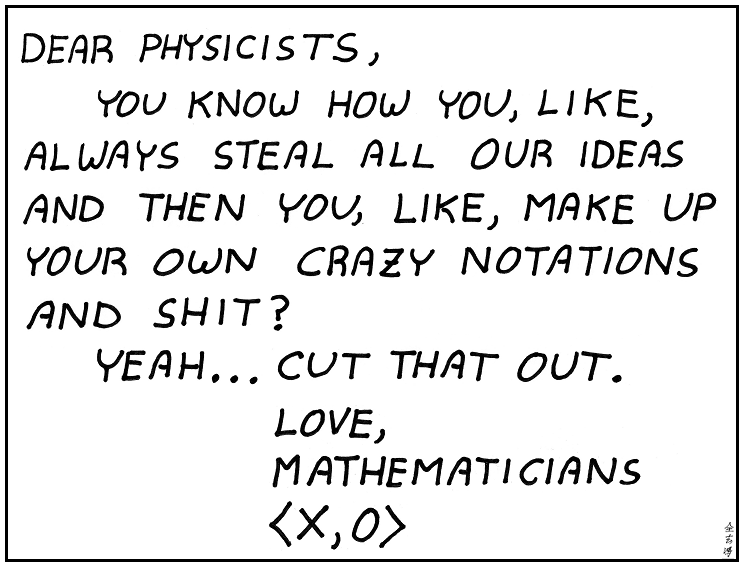 DEAR PHYSICISTS,
YOU KNOW HOW YOU, LIKE,
ALWAYS STEAL ALL OUR IDEAS
AND THEN YOU, LIKE, MAKE UP
YOUR OWN CRAZY NOTATIONS
AND SHIT?
YEAH... CUT THAT OUT.
LOVE,
MATHEMATICIANS
⟨X,O⟩